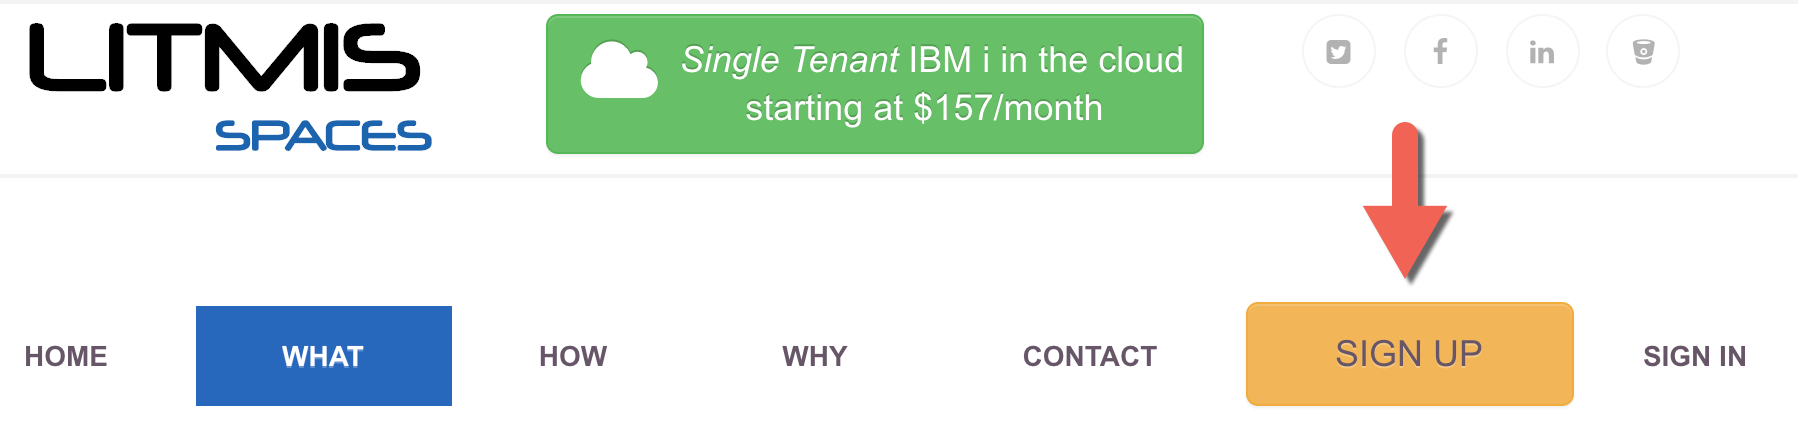 LITMIS
SPACES
Single Tenant IBM i in the cloud
starting at $157/month
HOME
WHAT
HOW
WHY
CONTACT
SIGN UP
SIGN IN